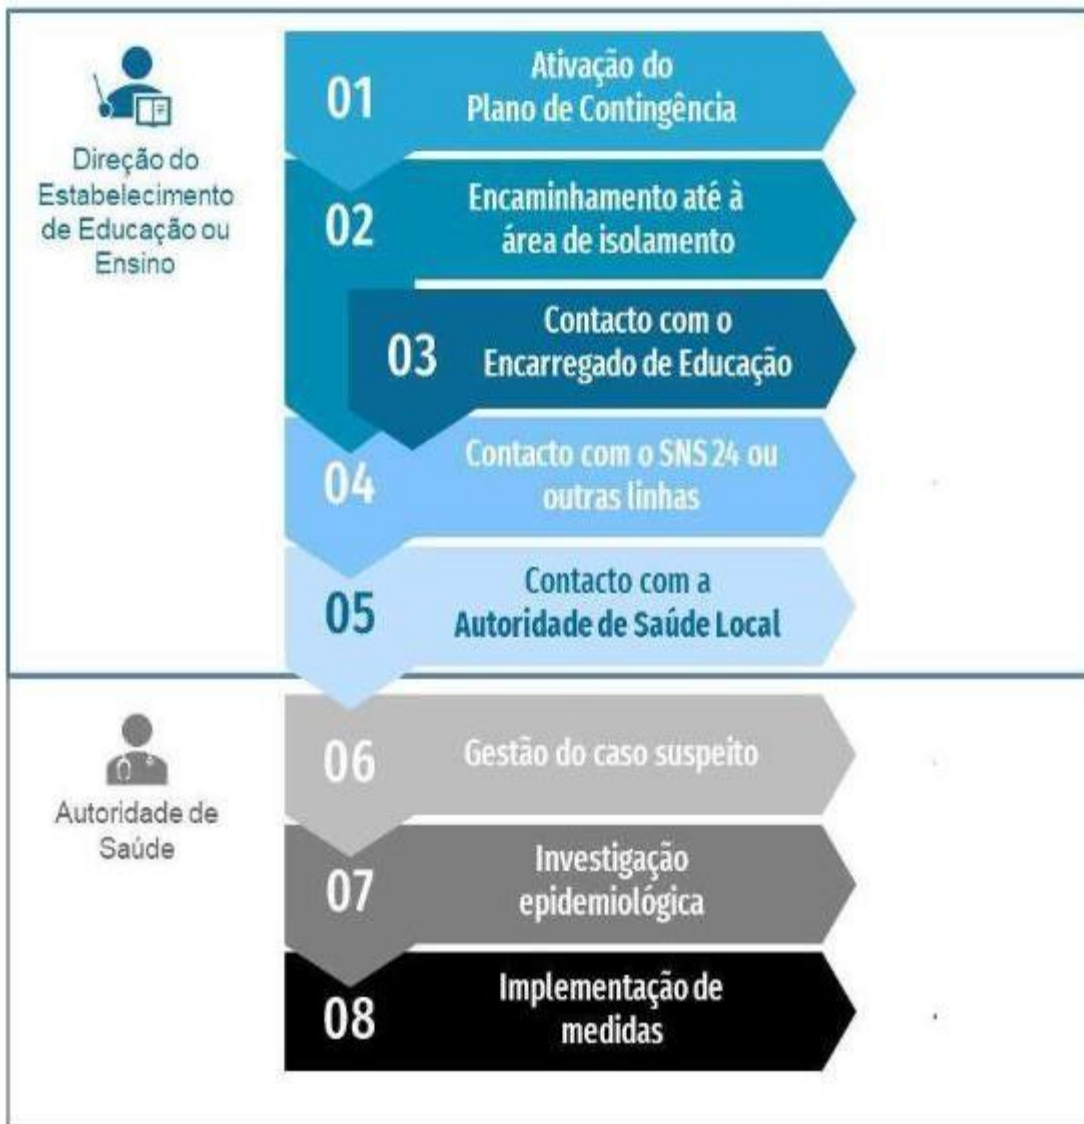 Direção do
Estabelecimento
de Educação ou
Ensino
01
Ativação do
Plano de Contingência
02
Encaminhamento até à
área de isolamento
03
Contacto com o
Encarregado de Educação
04
Contacto com o SNS 24 ou
outras linhas
05
Contacto com a
Autoridade de Saúde Local
Autoridade de
Saúde
06
Gestão do caso suspeito
07
Investigação
epidemiológica
08
Implementação de
medidas